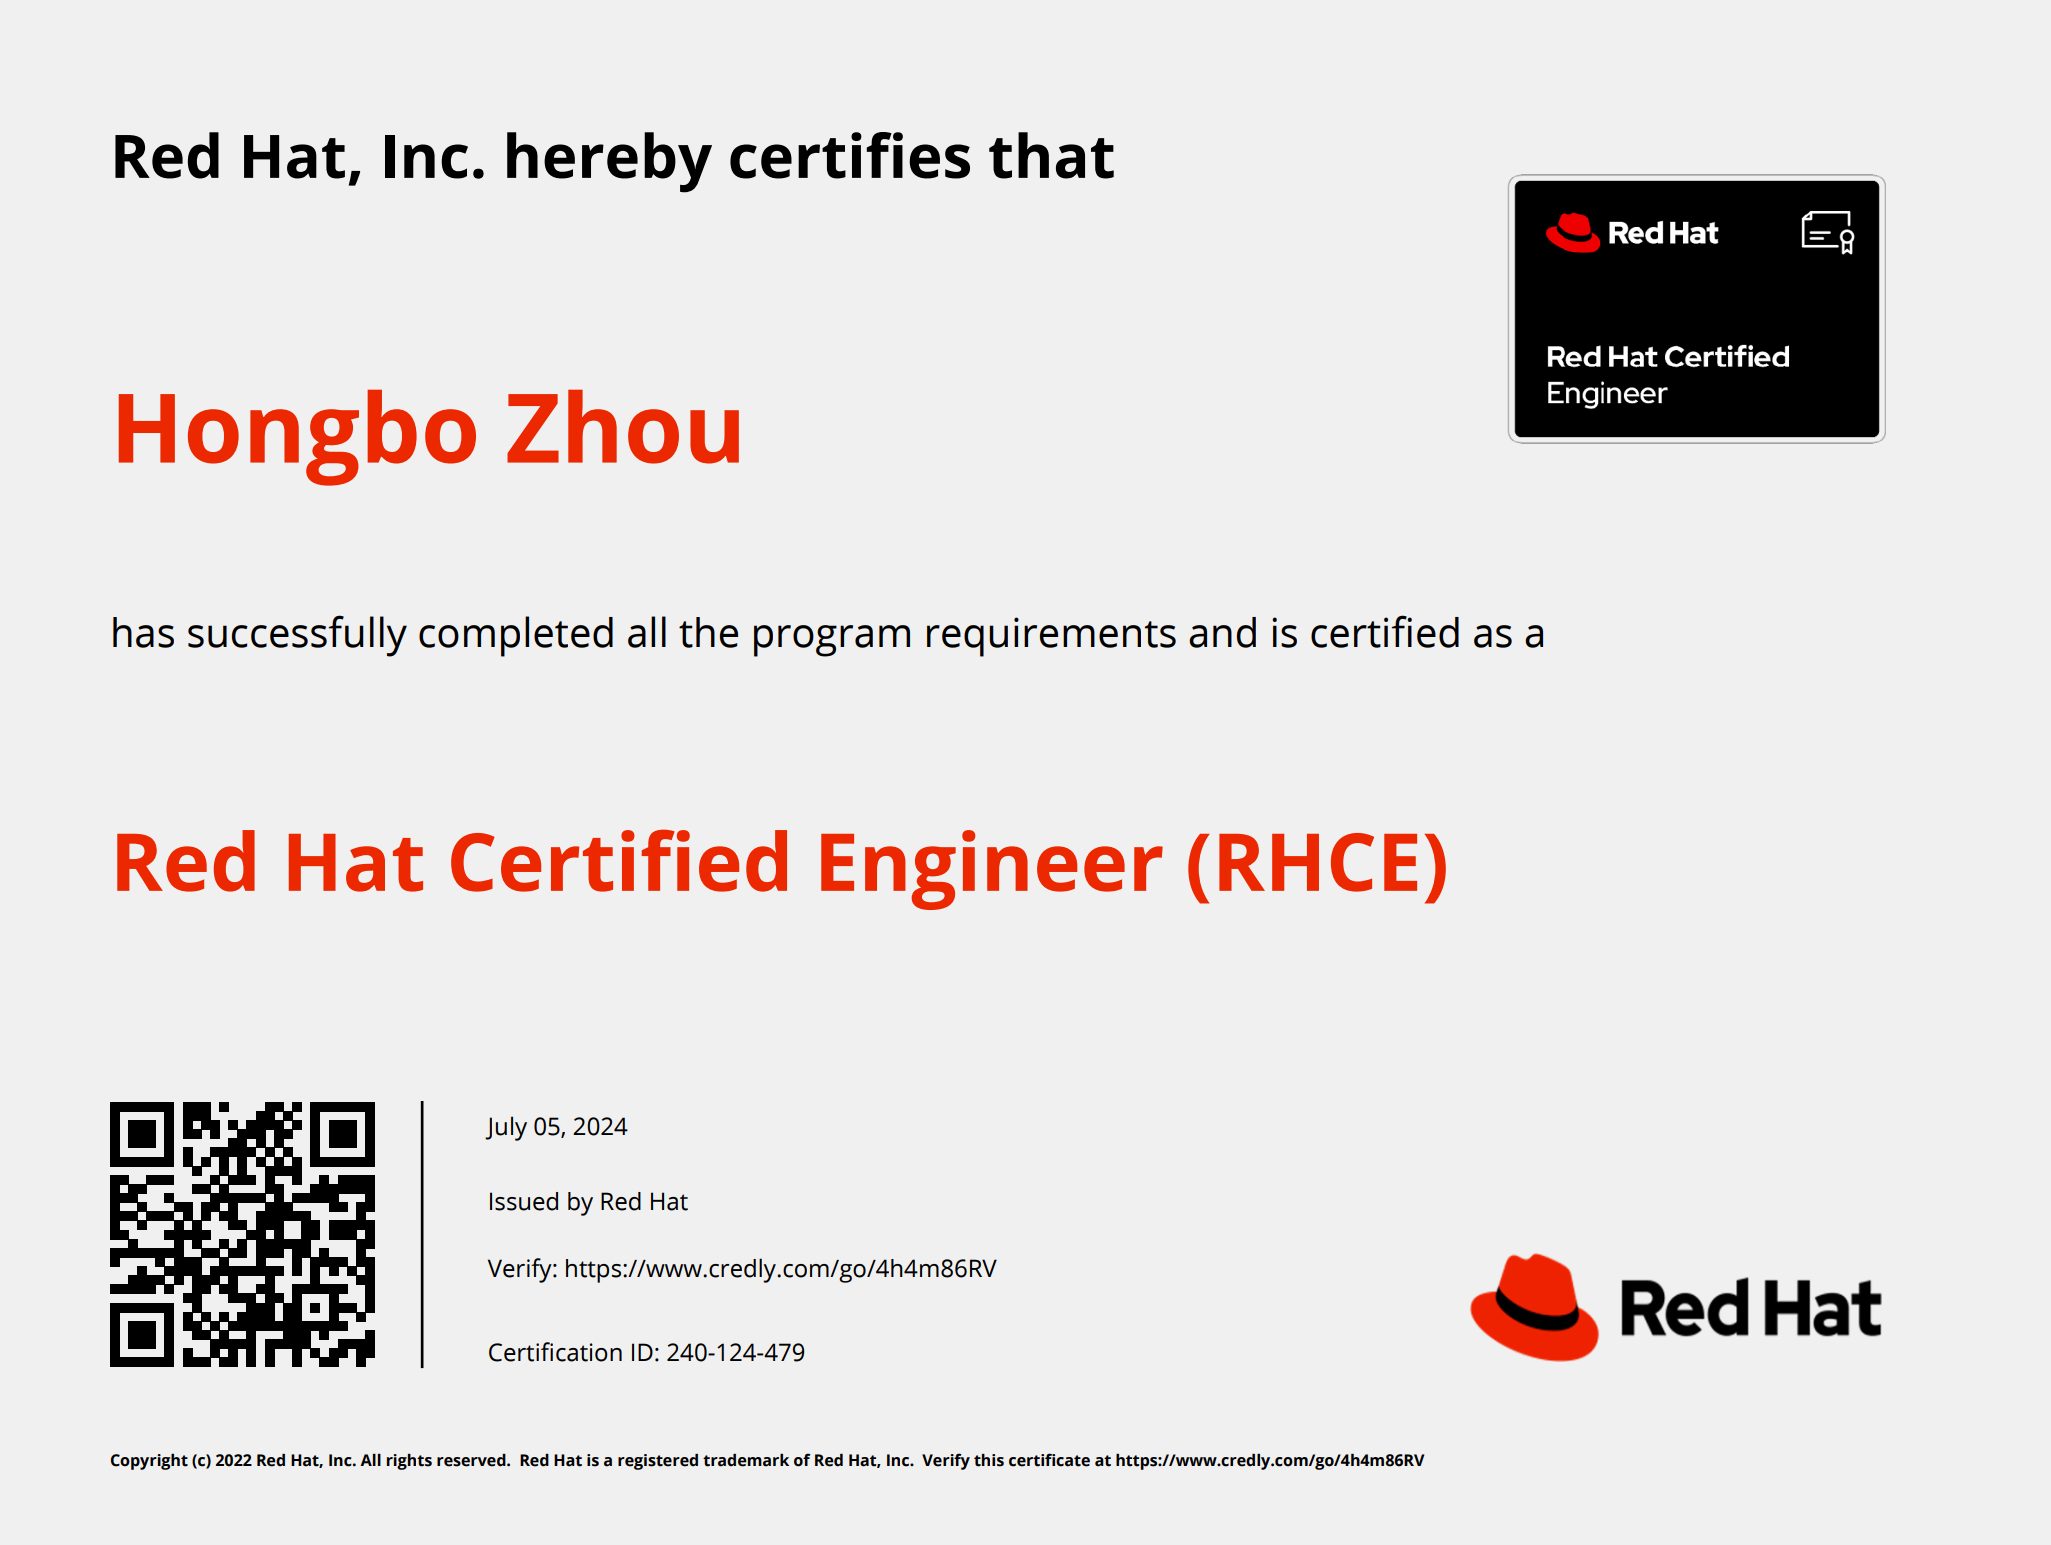 Red Hat, Inc. hereby certifies that
Red Hat
Red Hat Certified
Engineer
Hongbo Zhou
has successfully completed all the program requirements and is certified as a
Red Hat Certified Engineer (RHCE)
July 05, 2024
Issued by Red Hat
Verify: https://www.credly.com/go/4h4m86RV
Certification ID: 240-124-479
Red Hat
Copyright (c) 2022 Red Hat, Inc. All rights reserved.  Red Hat is a registered trademark of Red Hat, Inc.  Verify this certificate at https://www.credly.com/go/4h4m86RV